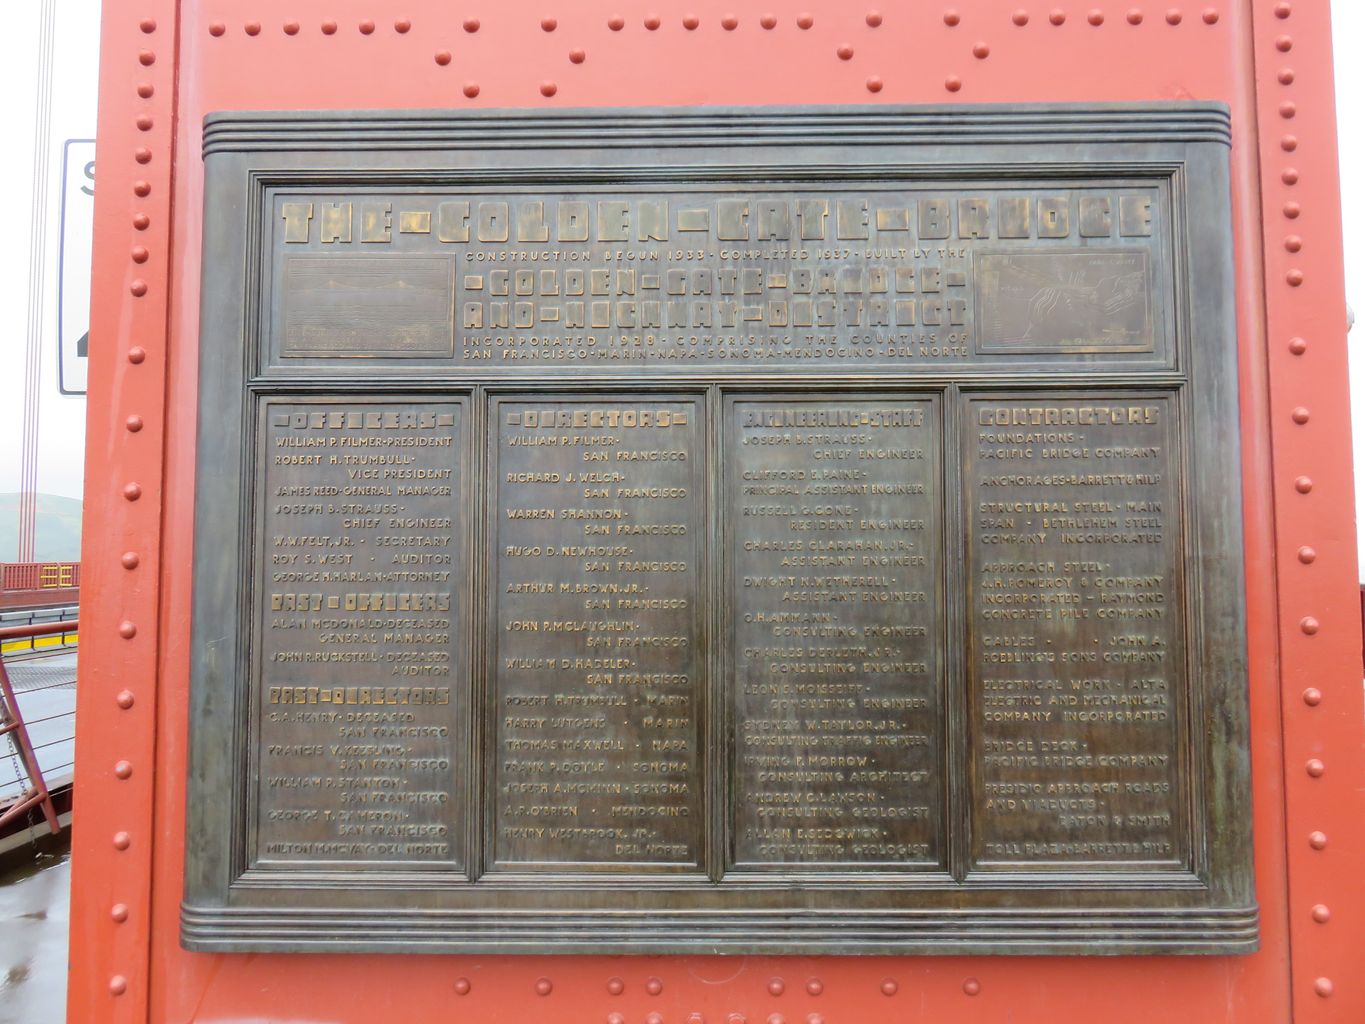 THE-GOLDEN-GATE-BRIDGE
CONSTRUCTION BEGUN 1933 · COMPLETED 1937 · BUILT BY THE
-GOLDEN-GATE-BRIDGE-
AND-HIGHWAY-DISTRICT
INCORPORATED 1928 · COMPRISING THE COUNTIES OF
SAN FRANCISCO·MARIN·NAPA·SONOMA·MENDOCINO·DEL NORTE
-OFFICERS-
WILLIAM P. FILMER-PRESIDENT
ROBERT H. TRUMBULL·
VICE PRESIDENT
JAMES REED·GENERAL MANAGER
JOSEPH B. STRAUSS·
CHIEF ENGINEER
W.W. FELT, JR. · SECRETARY
ROY S. WEST · AUDITOR
GEORGE H. HARLAN·ATTORNEY
PAST-OFFICERS
ALAN MCDONALD·DECEASED
GENERAL MANAGER
JOHN R. RUCKSTELL·DECEASED
AUDITOR
PAST-DIRECTORS
C.A. HENRY·DECEASED
SAN FRANCISCO
FRANCIS V. KEESLING·
SAN FRANCISCO
WILLIAM P. STANTON·
SAN FRANCISCO
GEORGE T. CAMERON·
SAN FRANCISCO
MILTON M. MCVAY·DEL NORTE
-DIRECTORS-
WILLIAM P. FILMER·
SAN FRANCISCO
RICHARD J. WELCH·
SAN FRANCISCO
WARREN SHANNON·
SAN FRANCISCO
HUGO D. NEWHOUSE·
SAN FRANCISCO
ARTHUR M. BROWN, JR.·
SAN FRANCISCO
JOHN P. MCLAUGHLIN·
SAN FRANCISCO
WILLIAM D. HADELER·
SAN FRANCISCO
ROBERT H. TRUMBULL · MARIN
HARRY LUTGENS · MARIN
THOMAS MAXWELL · NAPA
FRANK P. DOYLE · SONOMA
JOSEPH A. MCMINN · SONOMA
A.R. O'BRIEN MENDOCINO
HENRY WESTBROOK, JR.·
DEL NORTE
ENGINEERING-STAFF
JOSEPH B. STRAUSS·
CHIEF ENGINEER
CLIFFORD E. PAINE·
PRINCIPAL ASSISTANT ENGINEER
RUSSELL G. CONE·
RESIDENT ENGINEER
CHARLES CLARAHAN, JR.·
ASSISTANT ENGINEER
DWIGHT N. WETHERELL·
ASSISTANT ENGINEER
O.H. AMMANN·
CONSULTING ENGINEER
CHARLES DERLETH, JR.·
CONSULTING ENGINEER
LEON S. MOISSEIFF·
CONSULTING ENGINEER
SYDNEY W. TAYLOR, JR.·
CONSULTING TRAFFIC ENGINEER
IRVING F. MORROW·
CONSULTING ARCHITECT
ANDREW C. LAWSON·
CONSULTING GEOLOGIST
ALLAN E. SEDGWICK·
CONSULTING GEOLOGIST
CONTRACTORS
FOUNDATIONS·
PACIFIC BRIDGE COMPANY
ANCHORAGES·BARRETT & HILP
STRUCTURAL STEEL · MAIN
SPAN · BETHLEHEM STEEL
COMPANY INCORPORATED
APPROACH STEEL·
J.H. POMEROY & COMPANY
INCORPORATED - RAYMOND
CONCRETE PILE COMPANY
CABLES · · JOHN A.
ROEBLING'S SONS COMPANY
ELECTRICAL WORK · ALTA
ELECTRIC AND MECHANICAL
COMPANY INCORPORATED
BRIDGE DECK·
PACIFIC BRIDGE COMPANY
PRESIDIO APPROACH ROADS
AND VIADUCTS·
EATON & SMITH
TOLL PLAZA·BARRETT & HILP